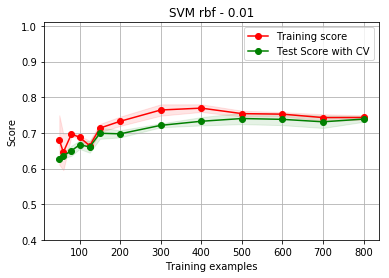 SVM rbf - 0.01
Training score
Test Score with CV
1.0
0.9
0.8
0.7
0.6
0.5
0.4
Score
100 200 300 400 500 600 700 800
Training examples